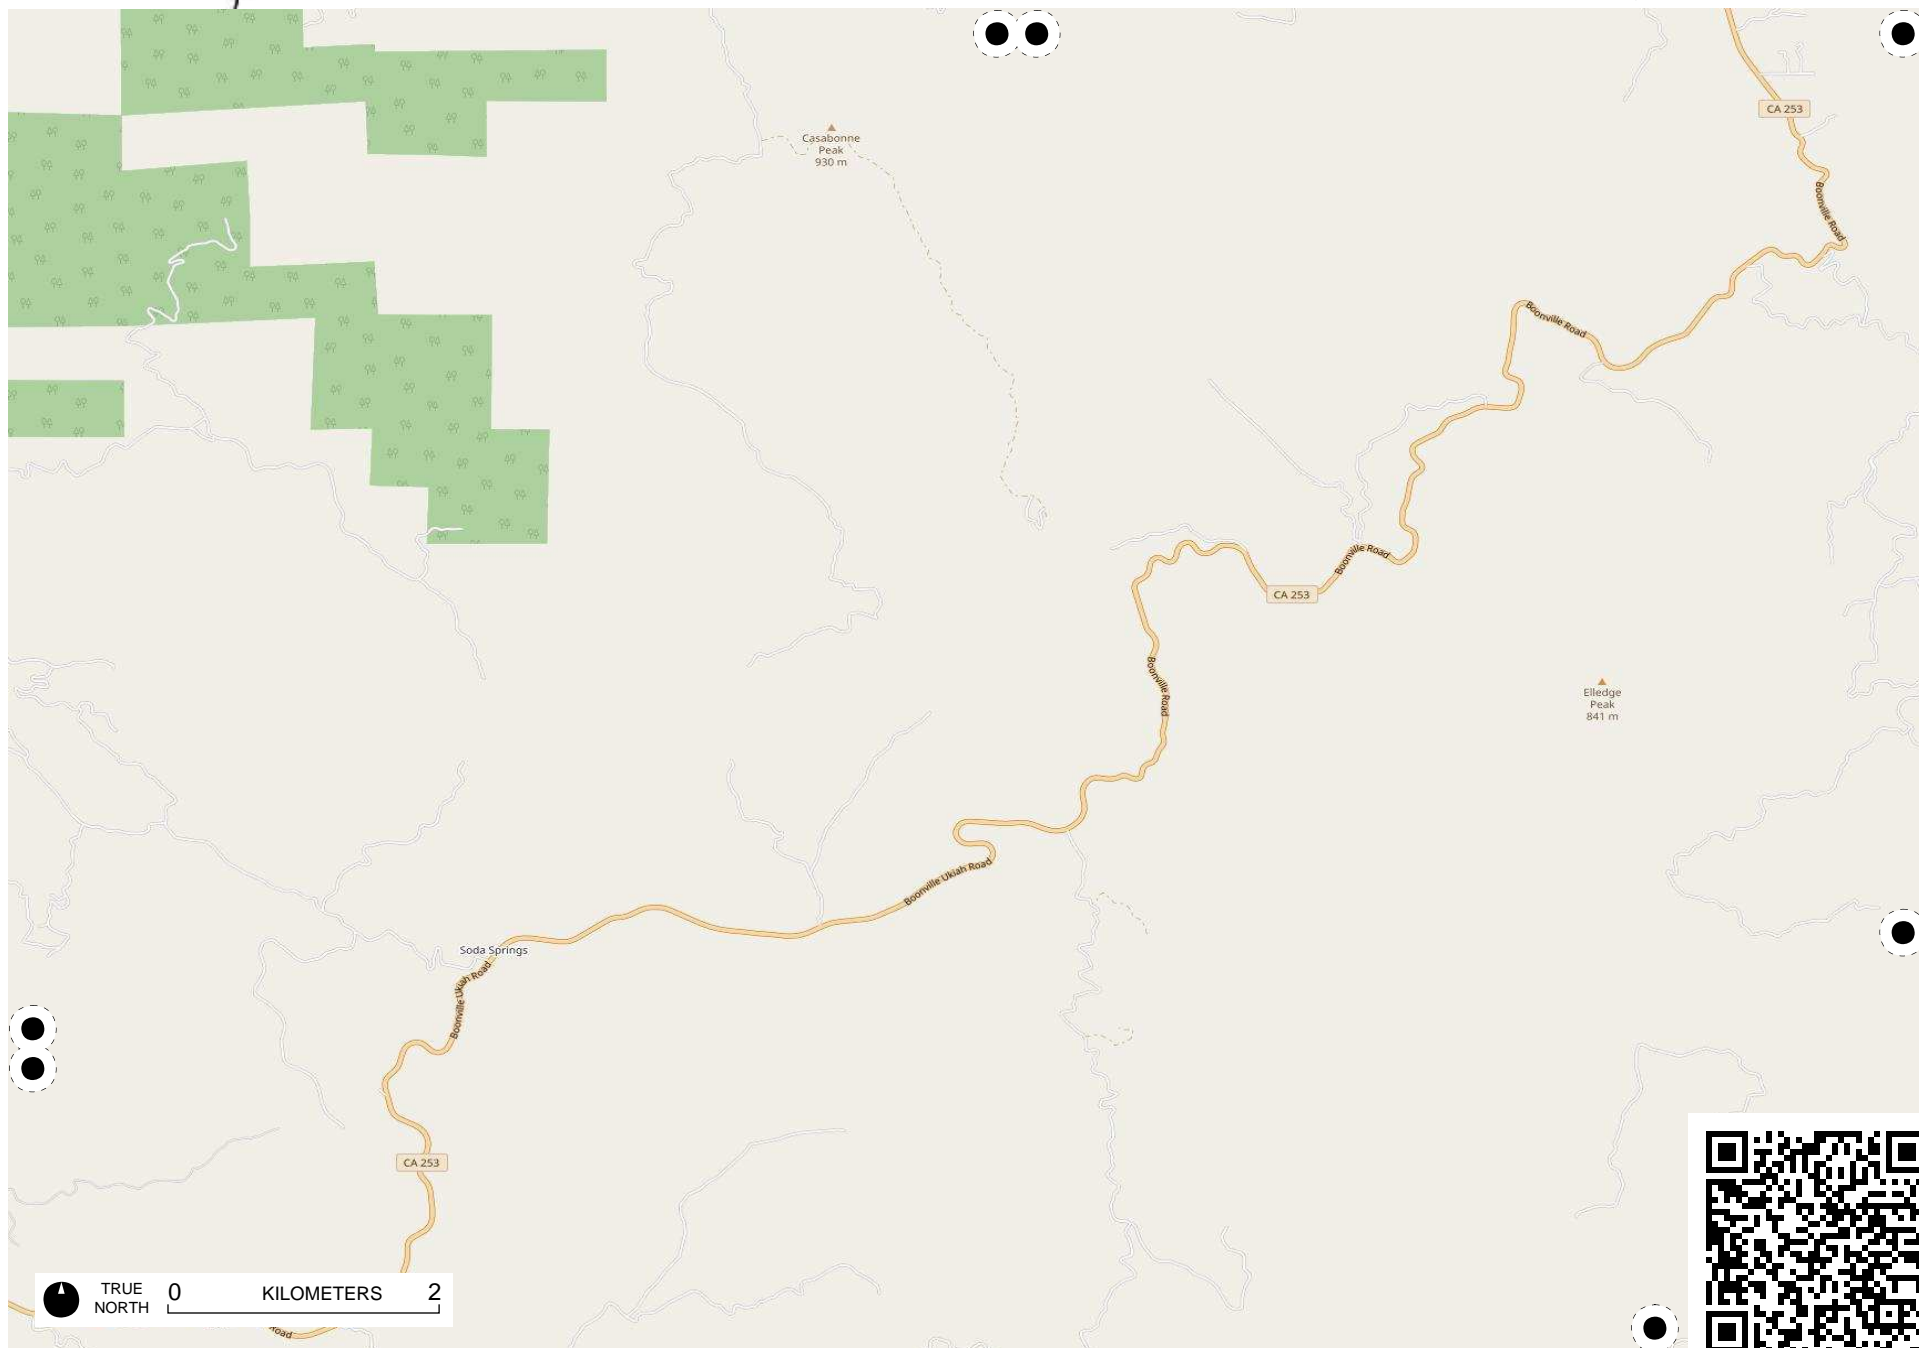 CA 253
Casabonne
Peak
930 m
Boonville Road
Boonville Road
Boonville Road
CA 253
Boonville Road
Elledge
Peak
841 m
Boonville Ukiah Road
Soda Springs
Boonville Ukiah Road
CA 253
TRUE
NORTH
0 KILOMETERS 2
Road